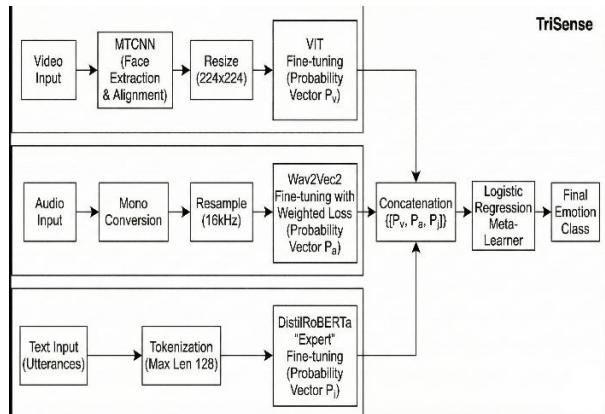 TriSense
Video
Input
MTCNN
(Face
Extraction
& Alignment)
Resize
(224x224)
VIT
Fine-tuning
(Probability
Vector Pᵥ)
Audio
Input
Mono
Conversion
Resample
(16kHz)
Wav2Vec2
Fine-tuning with
Weighted Loss
(Probability
Vector Pₐ)
Concatenation
{[Pᵥ, Pₐ, Pⱼ]}
Logistic
Regression
Meta-
Learner
Final
Emotion
Class
Text Input
(Utterances)
Tokenization
(Max Len 128)
DistilRoBERTa
"Expert"
Fine-tuning
(Probability
Vector Pⱼ)